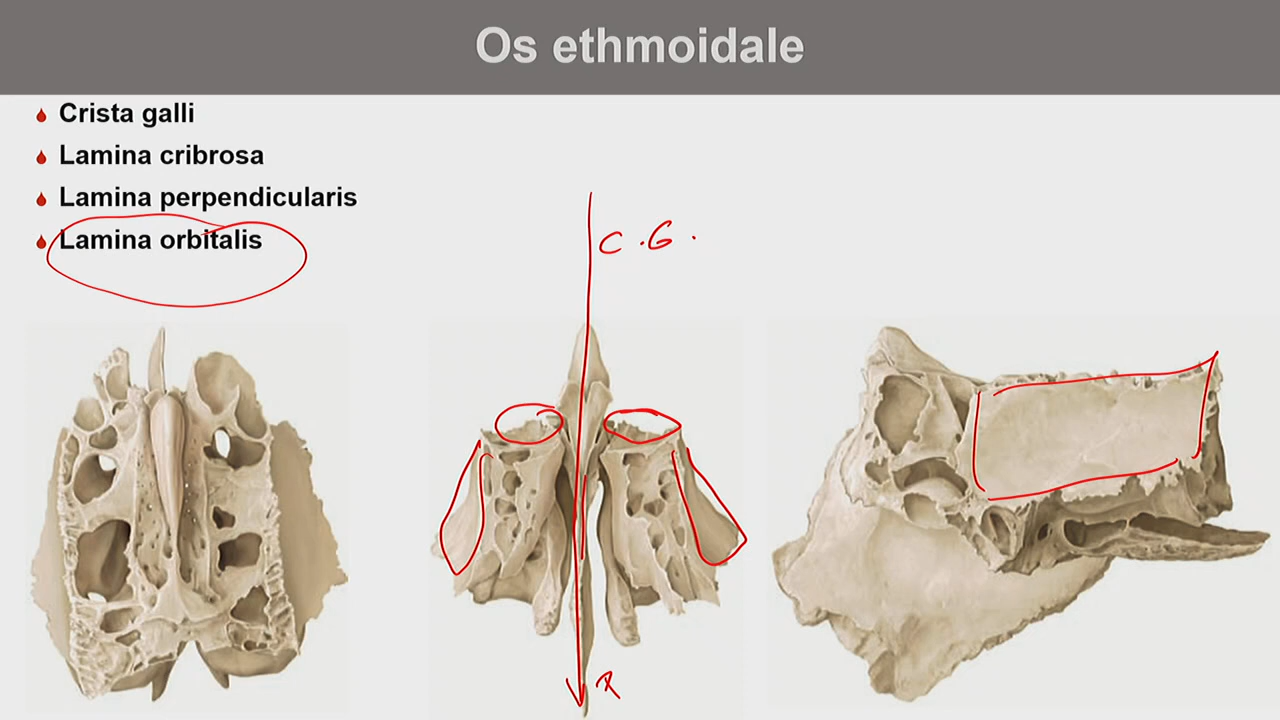 Os ethmoidale
Crista galli
Lamina cribrosa
Lamina perpendicularis
Lamina orbitalis
C.G.